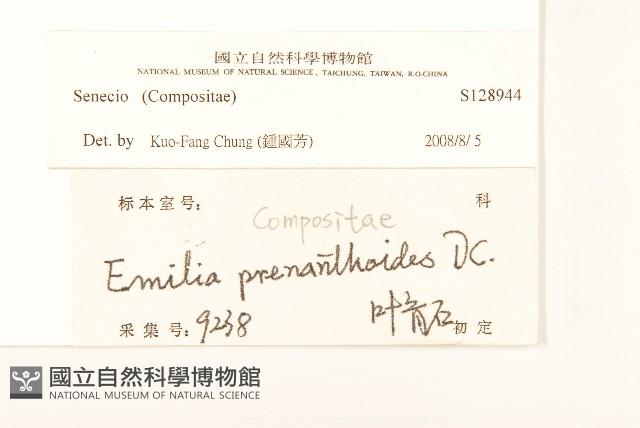 國立自然科學博物館
NATIONAL MUSEUM OF NATURAL SCIENCE, TAICHUNG, TAIWAN, R.O.CHINA
Senecio (Compositae) S128944
Det. by Kuo-Fang Chung (鍾國芳) 2008/8/5
标本室号: 科
Compositae
Emilia prenanthoides DC.
采集号: 9238 叶 石 初定
國立自然科學博物館
NATIONAL MUSEUM OF NATURAL SCIENCE